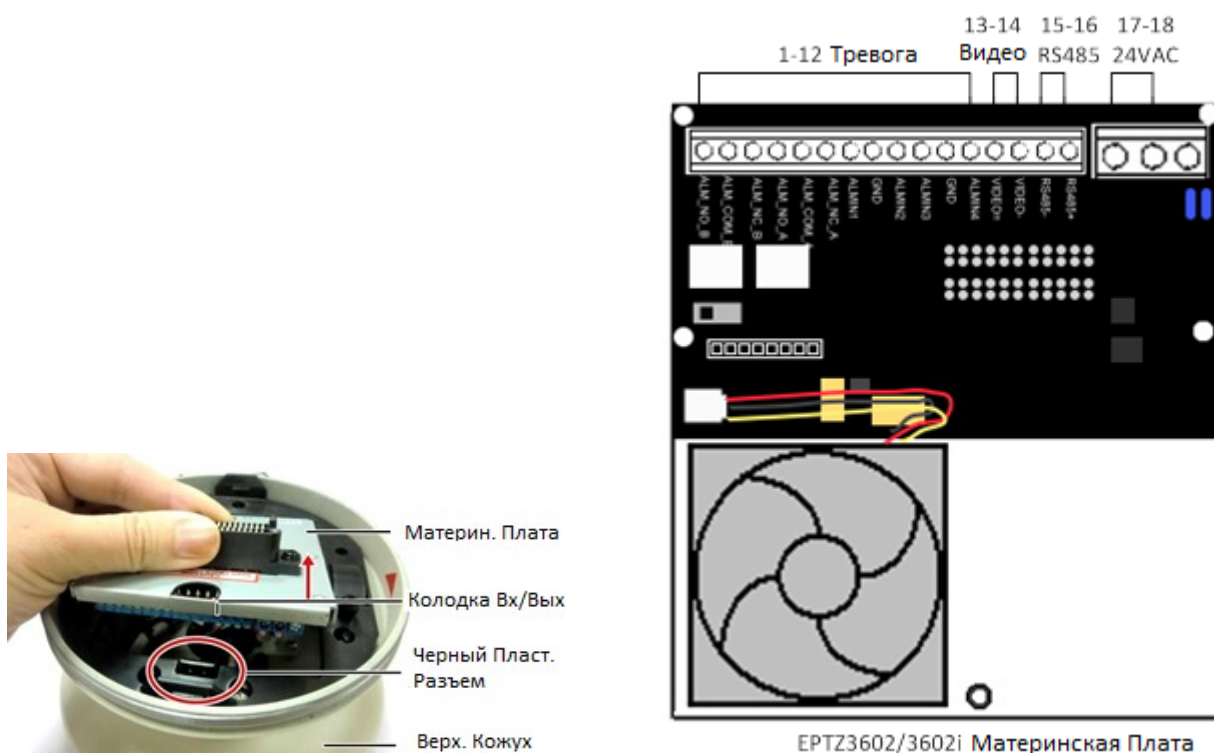 13-14 15-16 17-18
1-12 Тревога Видео RS485 24VAC
ALM_NO_B
ALM_COM_B
ALM_NC_B
ALM_NO_A
ALM_COM_
ALM_NC_A
ALMIN1
GND
ALMIN2
ALMIN3
GND
ALMIN4
VIDEO+
VIDEO-
RS485-
RS485+
Материн. Плата
Колодка Вх/Вых
Черный Пласт.
Разъем
Верх. Кожух
EPTZ3602/3602i Материнская Плата